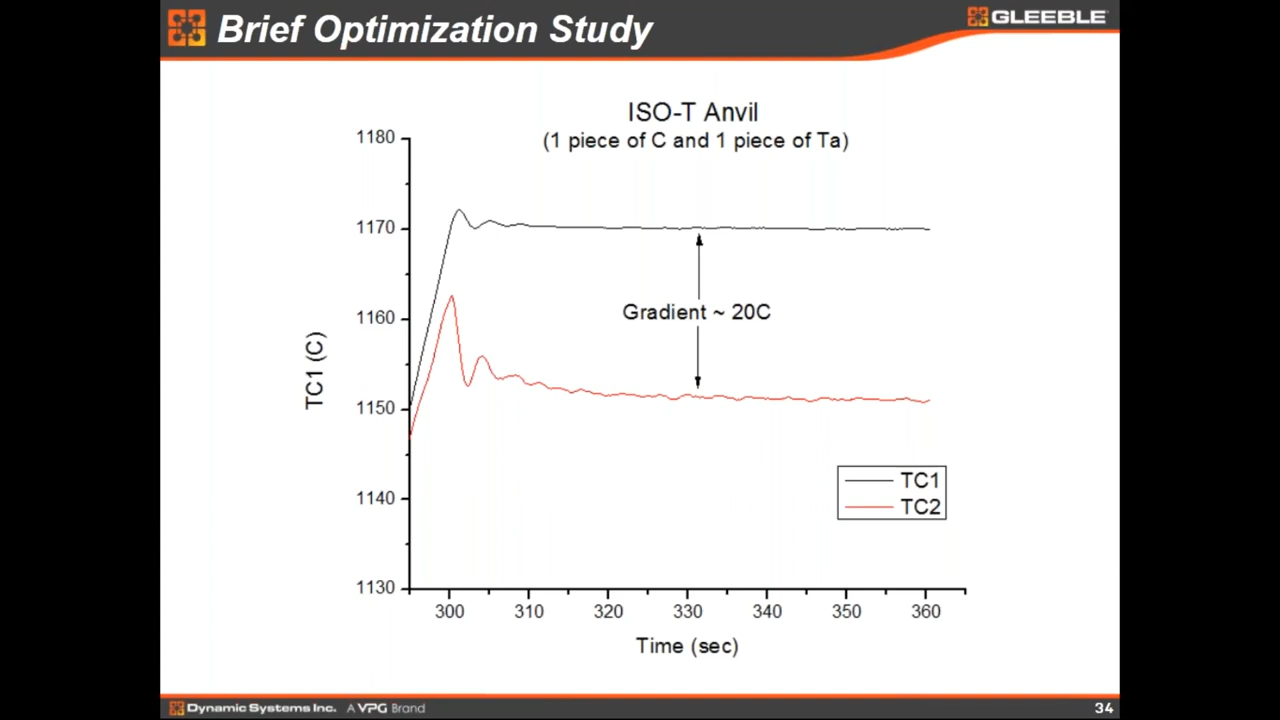 Brief Optimization Study
GLEEBLE
ISO-T Anvil
(1 piece of C and 1 piece of Ta)
1180
1170
1160
1150
1140
1130
TC1 (C)
Gradient ~ 20C
TC1
TC2
300 310 320 330 340 350 360
Time (sec)
Dynamic Systems Inc. A VPG Brand
34